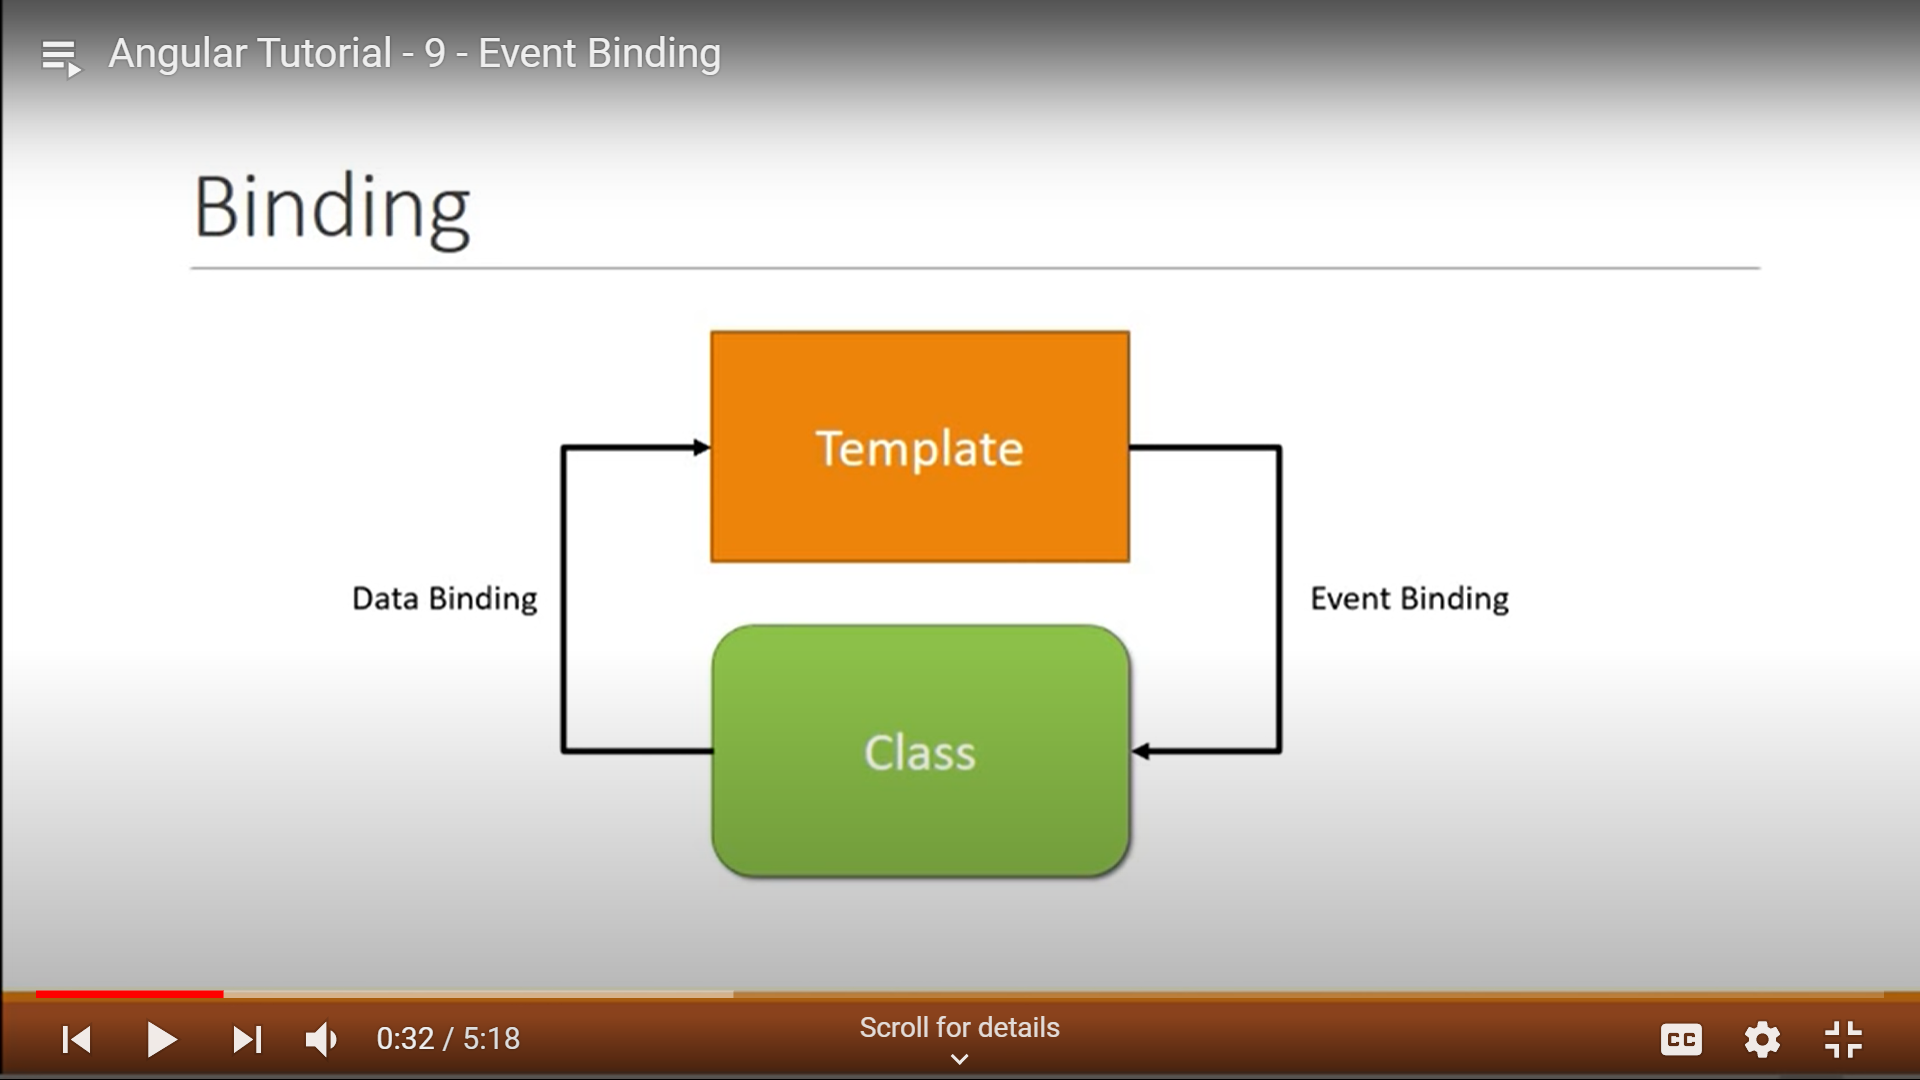 Angular Tutorial - 9 - Event Binding
Binding
Template
Data Binding
Event Binding
Class
0:32 / 5:18
Scroll for details
CC